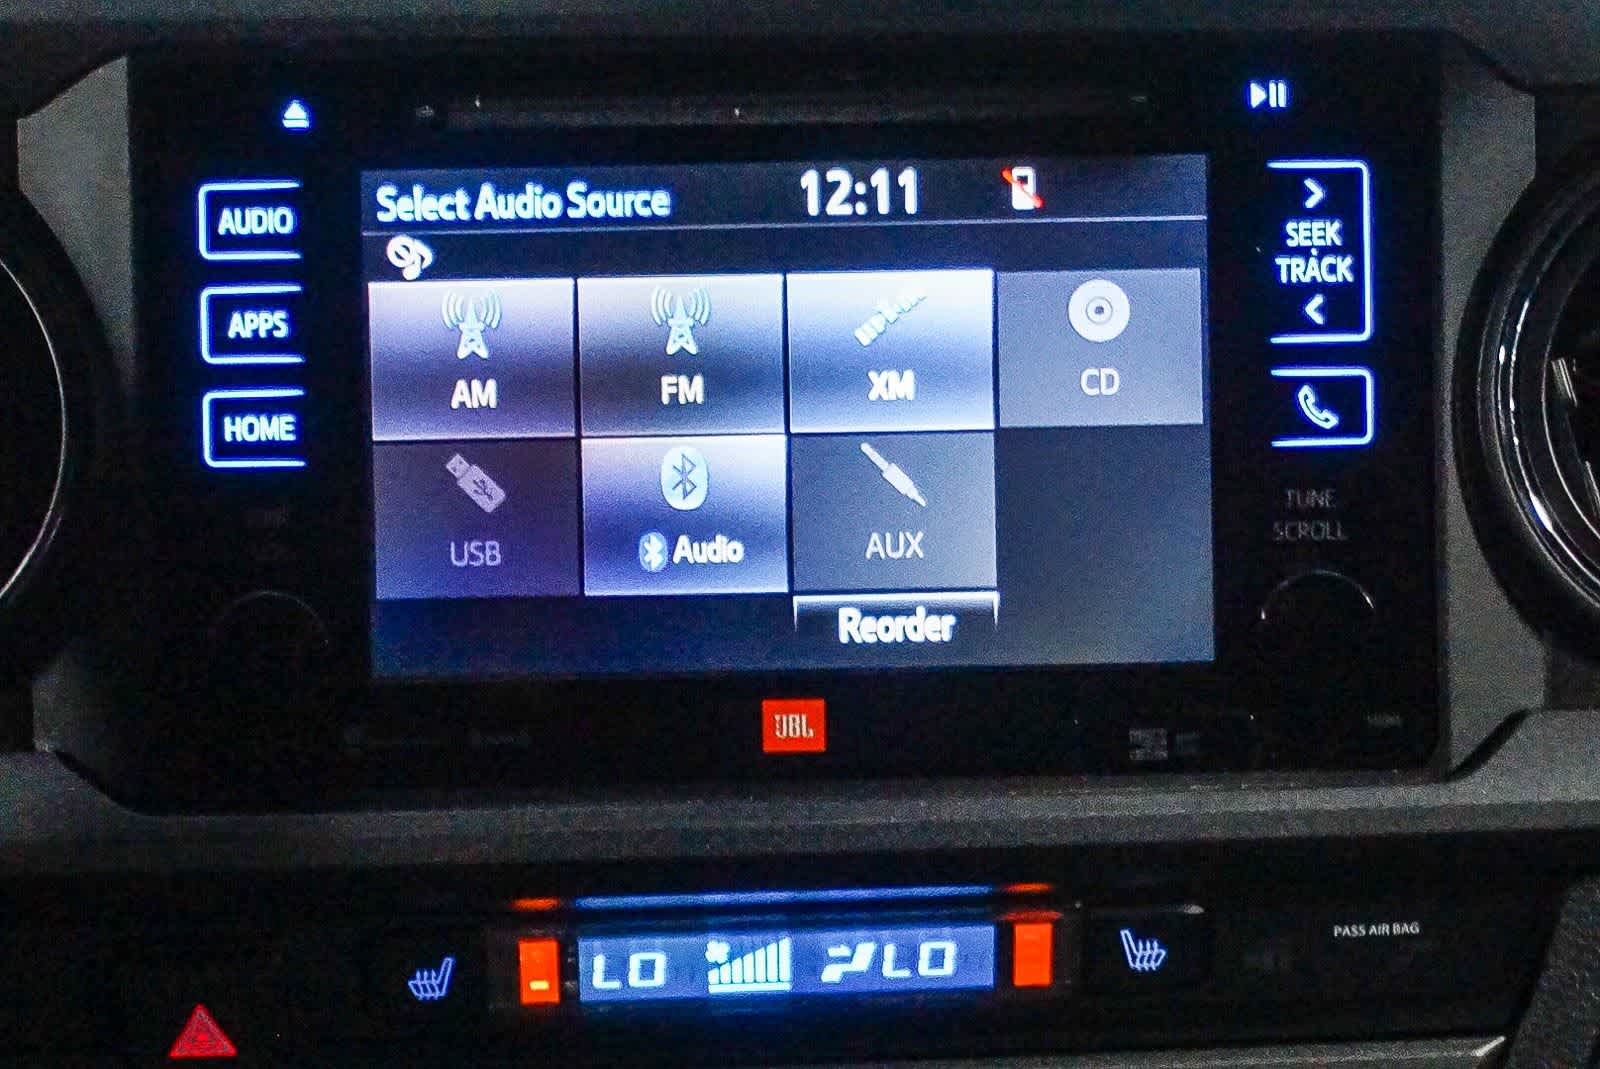 Select Audio Source
12:11
AUDIO
APPS
HOME
AM
FM
XM
CD
USB
Audio
AUX
Reorder
SEEK
TRACK
TUNE
SCROLL
JBL
LO
LO
PASS AIR BAG